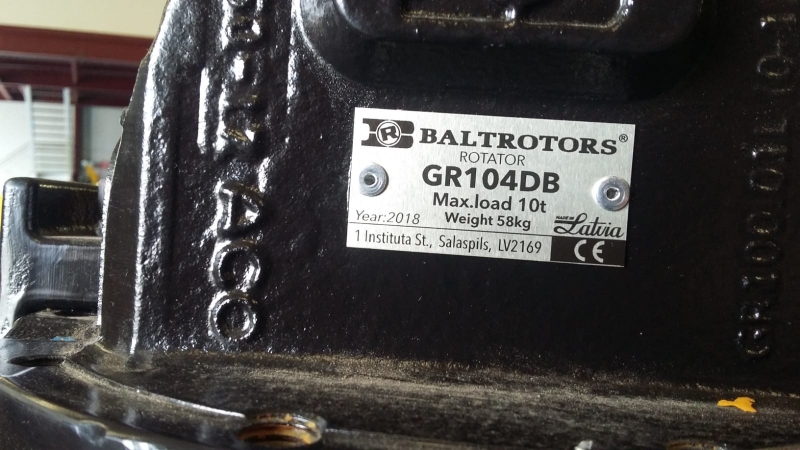 BALTROTORS®
ROTATOR
GR104DB
Max.load 10t
Year:2018 Weight 58kg
MADE IN Latvia
1 Instituta St., Salaspils, LV2169
CE
ACO